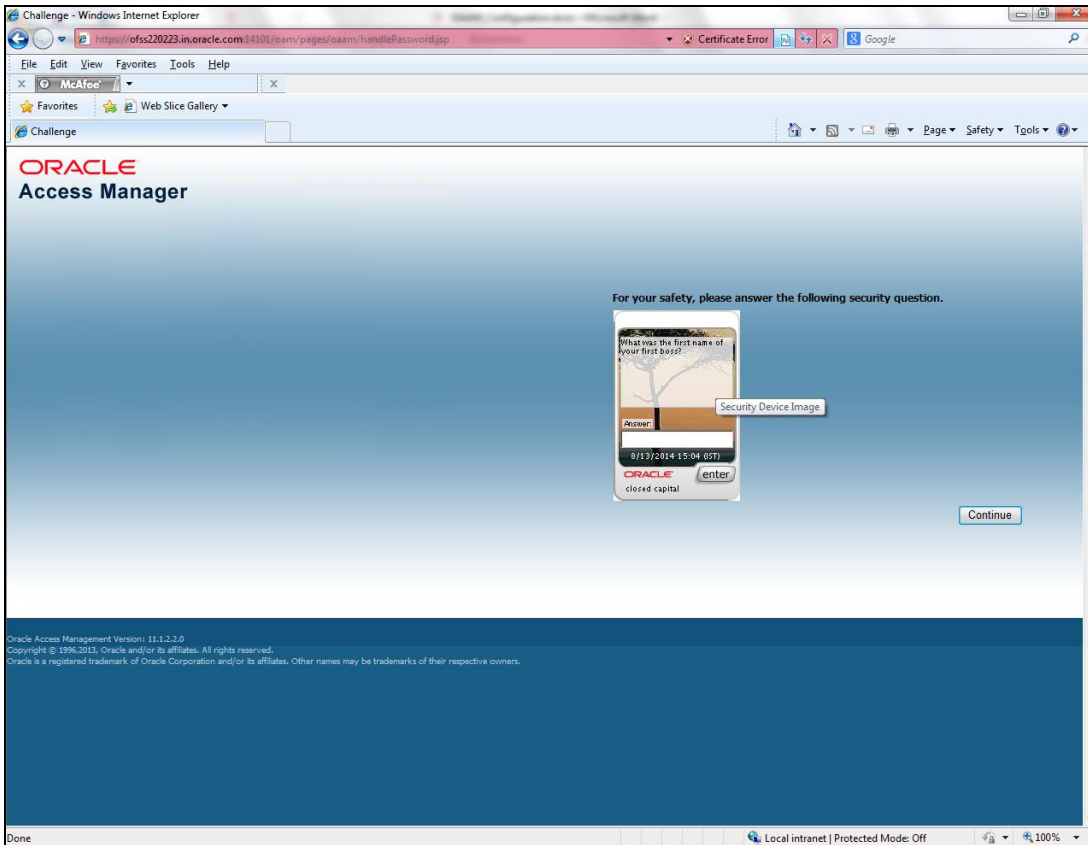 Challenge - Windows Internet Explorer
https://ofss220223.in.oracle.com:14101/oam/pages/oaam/handlePassword.jsp
Certificate Error
Google
File Edit View Favorites Tools Help
x McAfee x
Favorites Web Slice Gallery
Challenge
Page Safety Tools
ORACLE
Access Manager
For your safety, please answer the following security question.
What was the first name of
your first boss?
Security Device Image
Answer:
8/13/2014 15:04 (IST)
ORACLE enter
closed capital
Continue
Oracle Access Management Version: 11.1.2.2.0
Copyright © 1996,2013, Oracle and/or its affiliates. All rights reserved.
Oracle is a registered trademark of Oracle Corporation and/or its affiliates. Other names may be trademarks of their respective owners.
Done
Local intranet | Protected Mode: Off
100%